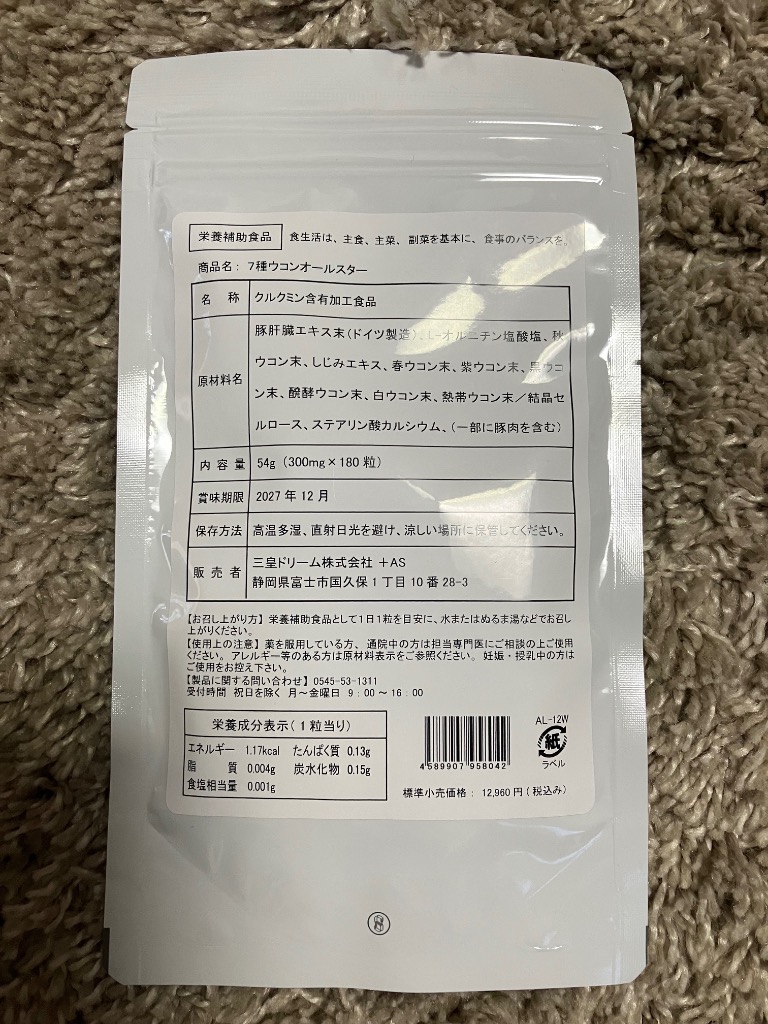 栄養補助食品 食生活は、主食、主菜、副菜を基本に、食事のバランスを。
商品名：7種ウコンオールスター
名称 クルクミン含有加工食品
原材料名 豚肝臓エキス末(ドイツ製造)、L-オルニチン塩酸塩、秋
ウコン末、しじみエキス、春ウコン末、紫ウコン末、黒ウコ
ン末、醗酵ウコン末、白ウコン末、熱帯ウコン末／結晶セ
ルロース、ステアリン酸カルシウム、(一部に豚肉を含む)
内容量 54g（300mg×180粒）
賞味期限 2027年12月
保存方法 高温多湿、直射日光を避け、涼しい場所に保管してください。
販売者 三皇ドリーム株式会社 +AS
静岡県富士市国久保1丁目10番28-3
【お召し上がり方】栄養補助食品として1日1粒を目安に、水またはぬるま湯などでお召し
上がりください。
【使用上の注意】薬を服用している方、通院中の方は担当専門医にご相談の上ご使用
ください。アレルギー等のある方は原材料表示をご参照ください。妊娠・授乳中の方は
ご使用をお控え下さい。
【製品に関する問い合わせ】0545-53-1311
受付時間 祝日を除く 月～金曜日 9：00～16：00
栄養成分表示(1粒当り)
エネルギー 1.17kcal たんぱく質 0.13g
脂質 0.004g 炭水化物 0.15g
食塩相当量 0.001g
4589907958042
AL-12W
紙
ラベル
標準小売価格：12,960円(税込み)
N